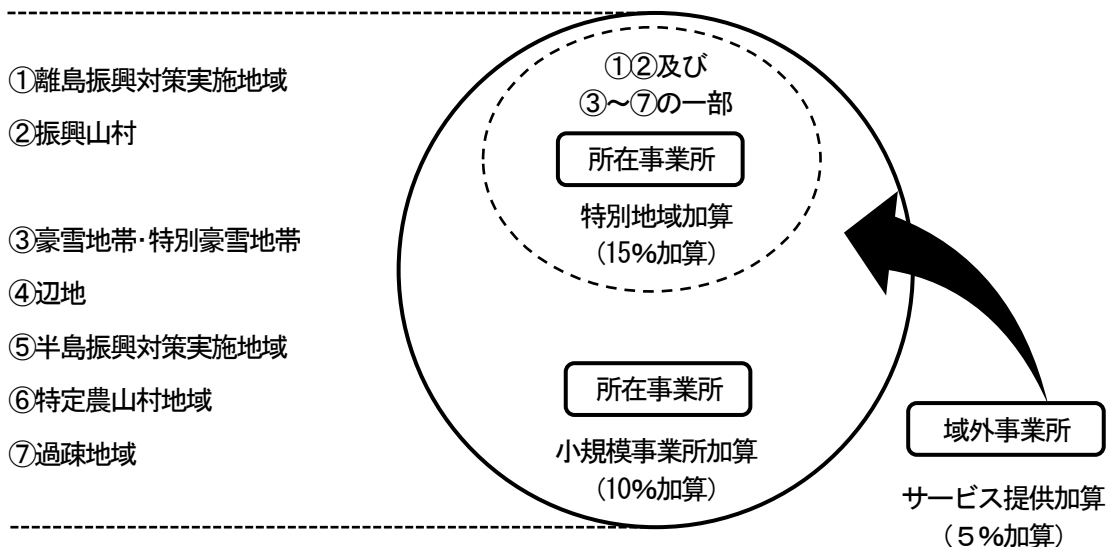 ①離島振興対策実施地域
②振興山村
③豪雪地帯・特別豪雪地帯
④辺地
⑤半島振興対策実施地域
⑥特定農山村地域
⑦過疎地域
①②及び
③～⑦の一部
所在事業所
特別地域加算
（15%加算）
所在事業所
小規模事業所加算
（10%加算）
域外事業所
サービス提供加算
（５％加算）